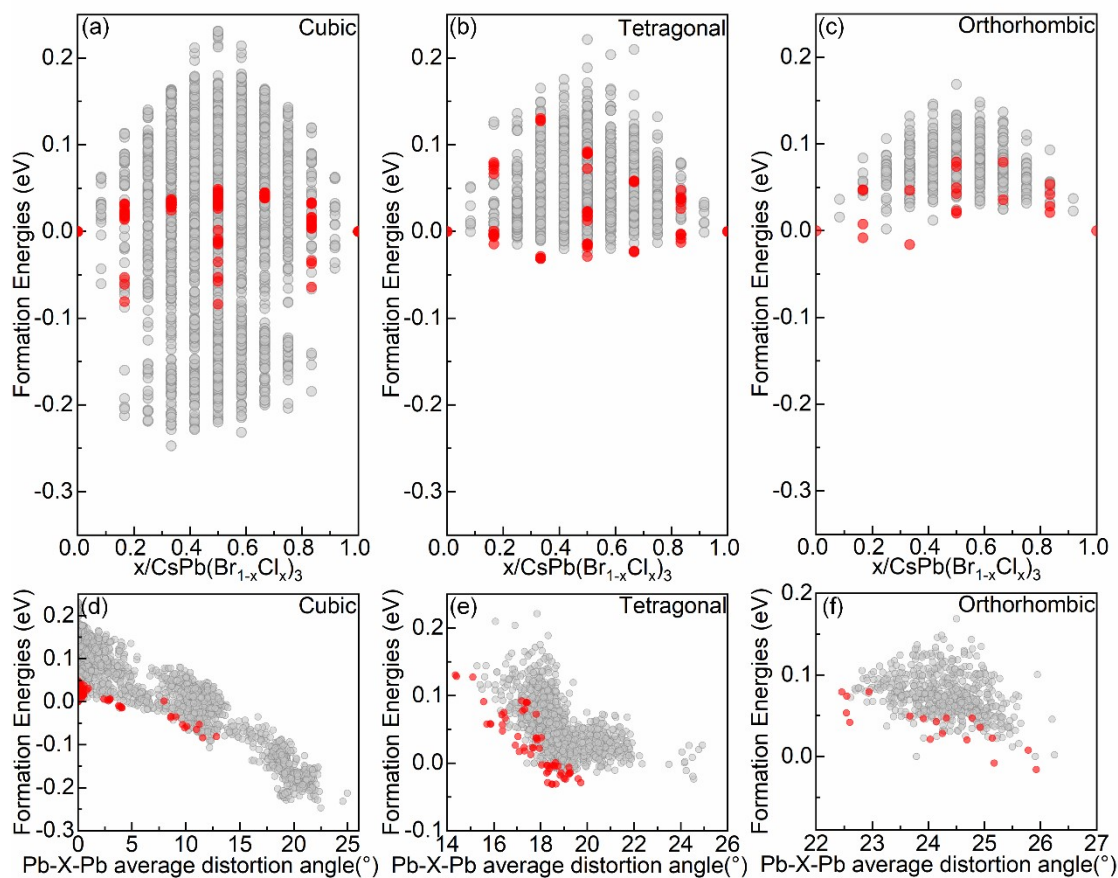 (a) Cubic
0.2
0.1
0.0
-0.1
-0.2
-0.3
Formation Energies (eV)
0.0 0.2 0.4 0.6 0.8 1.0
x/CsPb(Br1-xClx)3
(b) Tetragonal
0.2
0.1
0.0
-0.1
-0.2
-0.3
Formation Energies (eV)
0.0 0.2 0.4 0.6 0.8 1.0
x/CsPb(Br1-xClx)3
(c) Orthorhombic
0.2
0.1
0.0
-0.1
-0.2
-0.3
Formation Energies (eV)
0.0 0.2 0.4 0.6 0.8 1.0
x/CsPb(Br1-xClx)3
(d) Cubic
0.2
0.1
0.0
-0.1
-0.2
-0.3
Formation Energies (eV)
0 5 10 15 20 25
Pb-X-Pb average distortion angle(°)
(e) Tetragonal
0.2
0.1
0.0
-0.1
Formation Energies (eV)
14 16 18 20 22 24 26
Pb-X-Pb average distortion angle(°)
(f) Orthorhombic
0.2
0.1
0.0
Formation Energies (eV)
22 23 24 25 26 27
Pb-X-Pb average distortion angle(°)